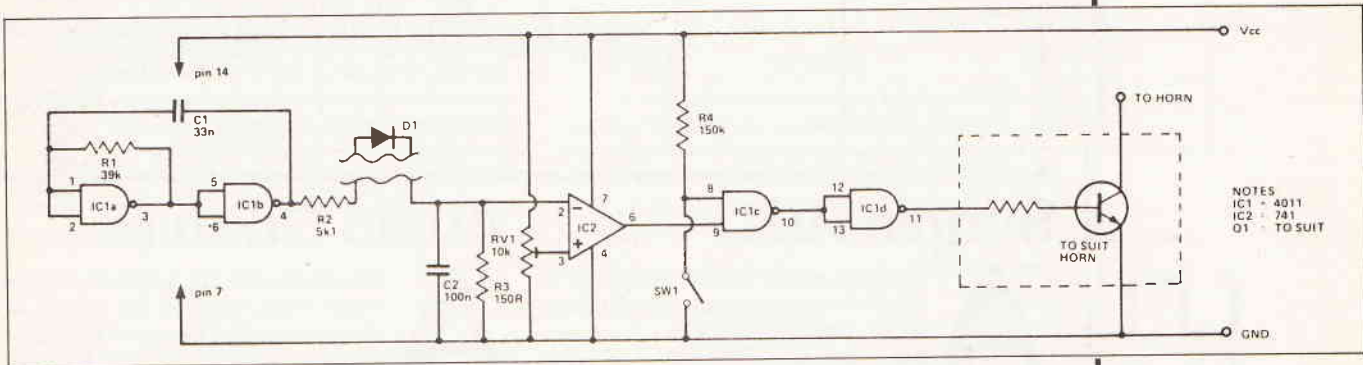 Vcc
pin 14
C1
33n
D1
TO HORN
R4
150k
R1
39k
1
2
IC1a
3
5
*6
IC1b
4
R2
5k1
2
7
IC2
6
RV1
10k
+
3
4
8
9
IC1c
10
12
13
IC1d
11
NOTES
IC1 = 4011
IC2 : 741
Q1 : TO SUIT
TO SUIT
HORN
pin 7
C2
100n
R3
150R
SW1
GND